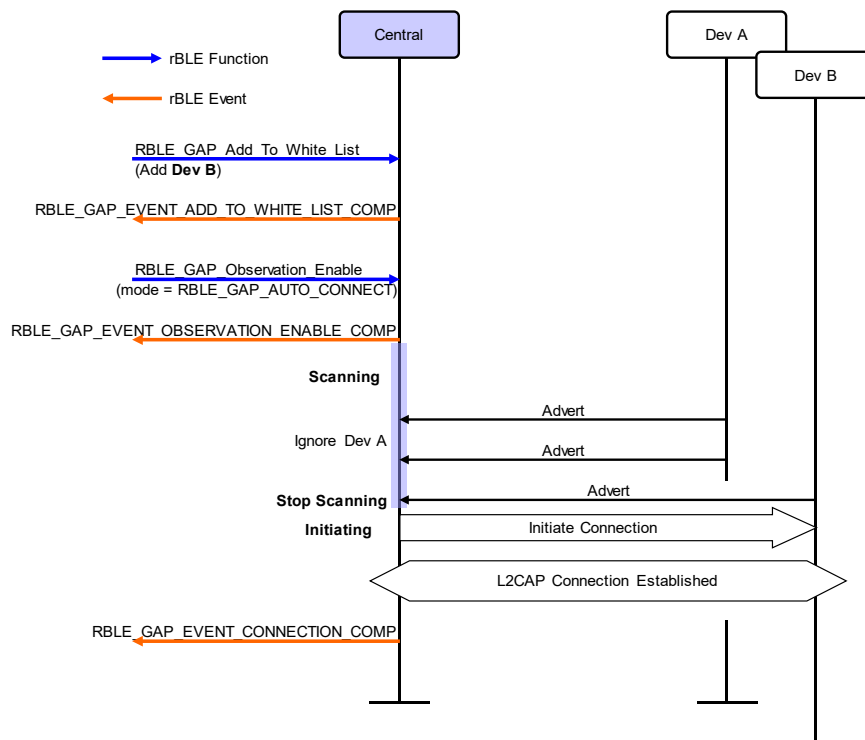 Central
Dev A
rBLE Function
Dev B
rBLE Event
RBLE_GAP_Add_To_White_List
(Add Dev B)
RBLE_GAP_EVENT_ADD_TO_WHITE_LIST_COMP
RBLE_GAP_Observation_Enable
(mode = RBLE_GAP_AUTO_CONNECT)
RBLE_GAP_EVENT_OBSERVATION_ENABLE_COMP
Scanning
Advert
Ignore Dev A
Advert
Advert
Stop Scanning
Initiating
Initiate Connection
L2CAP Connection Established
RBLE_GAP_EVENT_CONNECTION_COMP